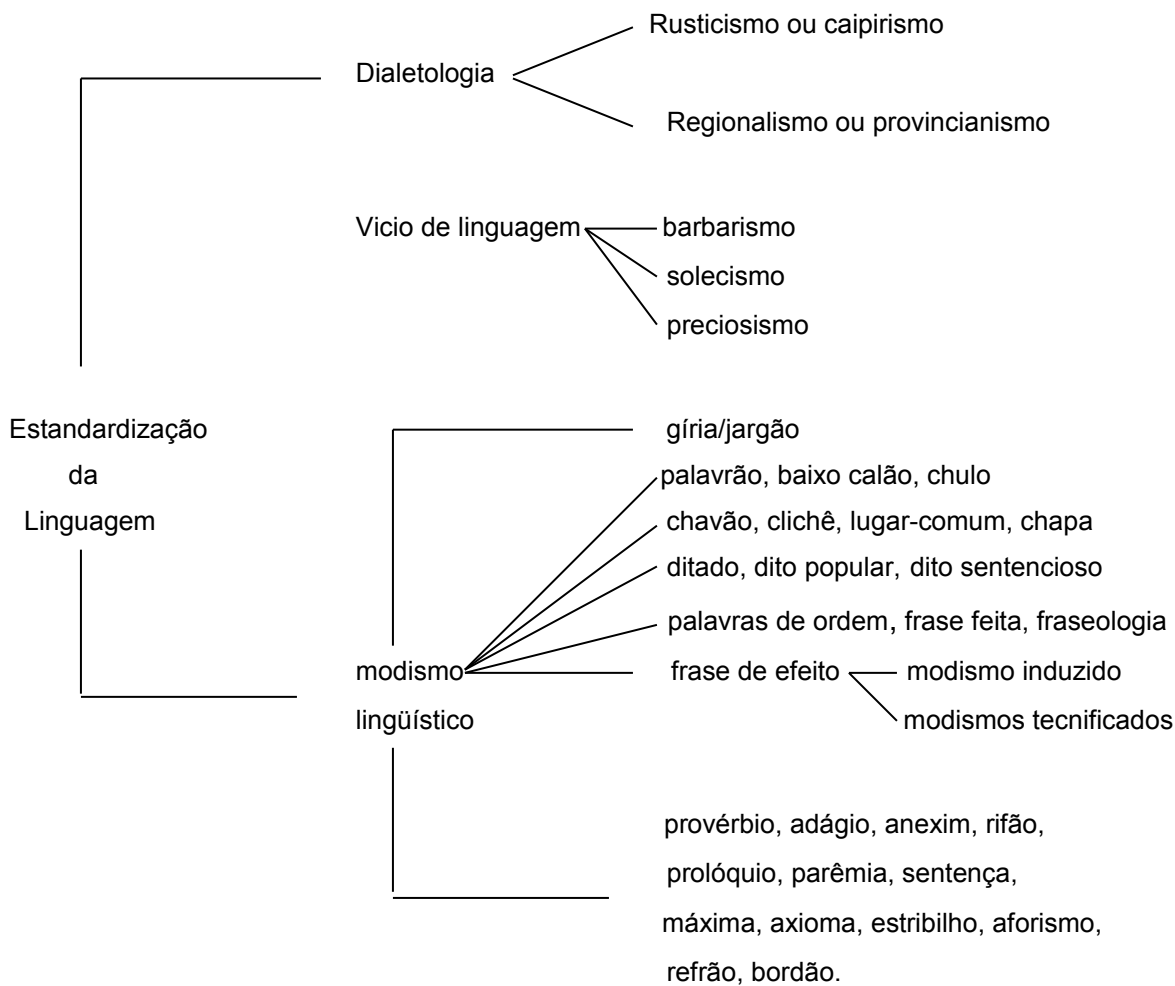 Rusticismo ou caipirismo
Dialetologia
Regionalismo ou provincianismo
Vicio de linguagem
barbarismo
solecismo
preciosismo
Estandardização
da
Linguagem
gíria/jargão
palavrão, baixo calão, chulo
chavão, clichê, lugar-comum, chapa
ditado, dito popular, dito sentencioso
palavras de ordem, frase feita, fraseologia
modismo
lingüístico
frase de efeito
modismo induzido
modismos tecnificados
provérbio, adágio, anexim, rifão,
prolóquio, parêmia, sentença,
máxima, axioma, estribilho, aforismo,
refrão, bordão.